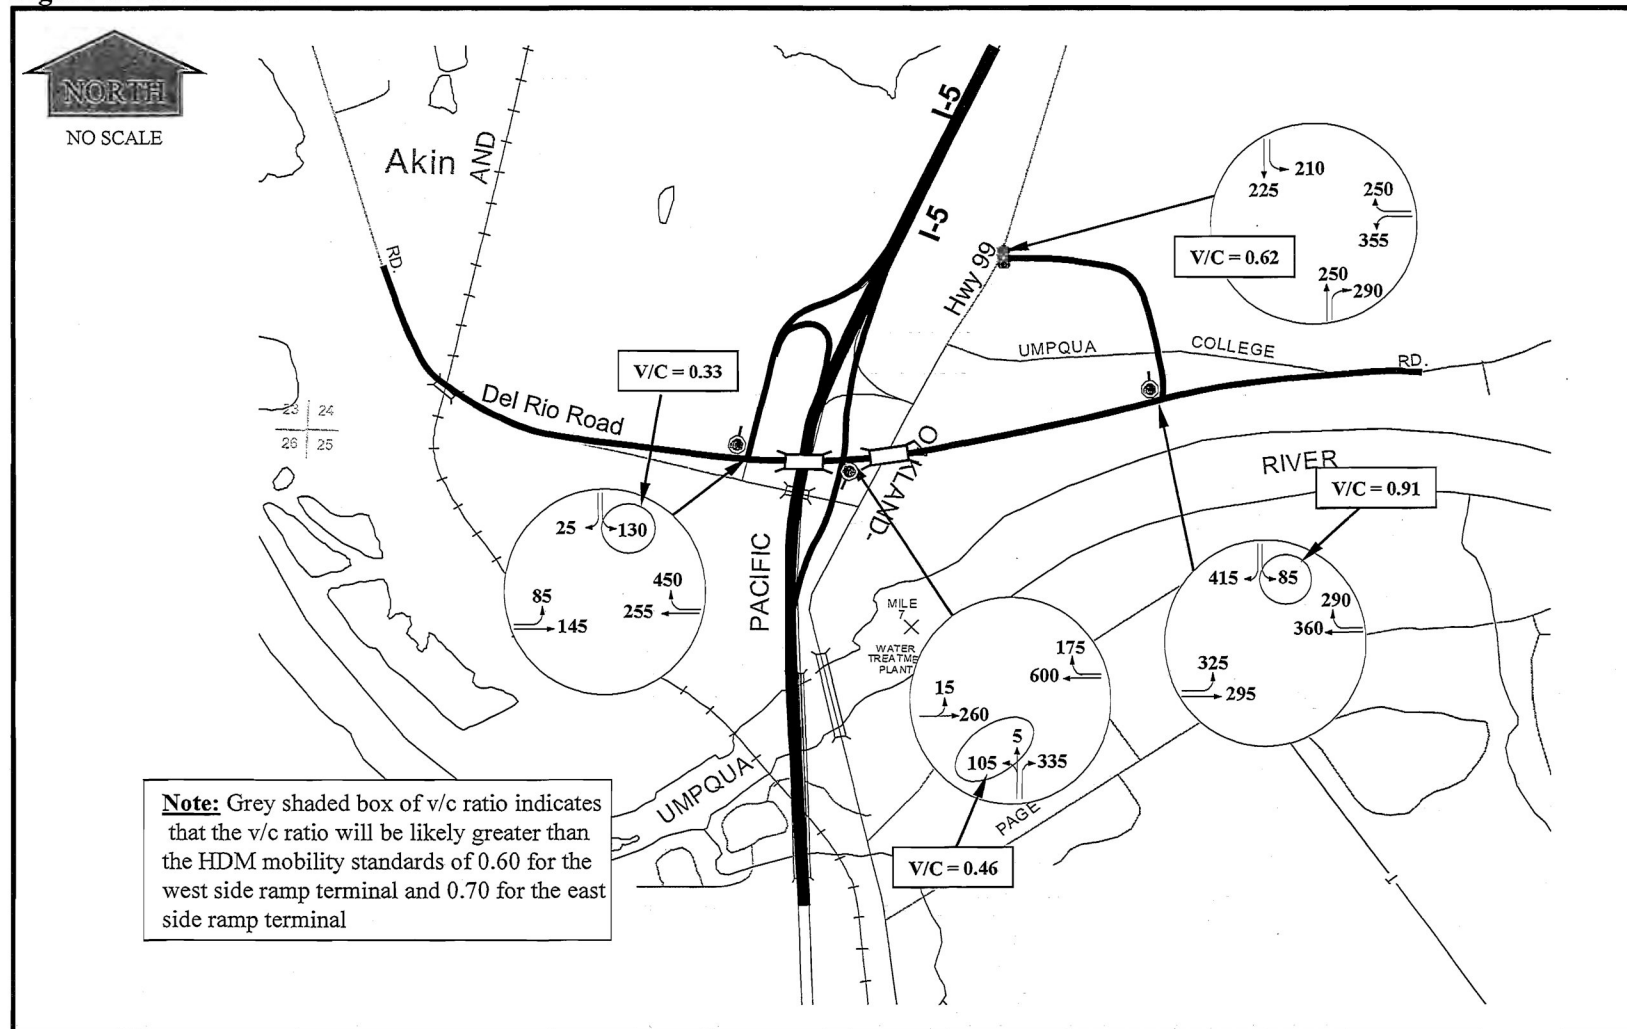 NORTH
NO SCALE
Akin
AND
I-5
I-5
RD.
Hwy 99
210
225
250
355
V/C = 0.62
250
290
UMPQUA
COLLEGE
RD.
V/C = 0.33
Del Rio Road
23 24
26 25
RIVER
V/C = 0.91
KLAND-
PACIFIC
25
130
450
85
255
145
415
85
290
360
325
295
MILE
7
WATER
TREATME
PLANT
175
600
15
260
5
105
335
UMPQUA
PAGE
V/C = 0.46
Note: Grey shaded box of v/c ratio indicates
that the v/c ratio will be likely greater than
the HDM mobility standards of 0.60 for the
west side ramp terminal and 0.70 for the east
side ramp terminal